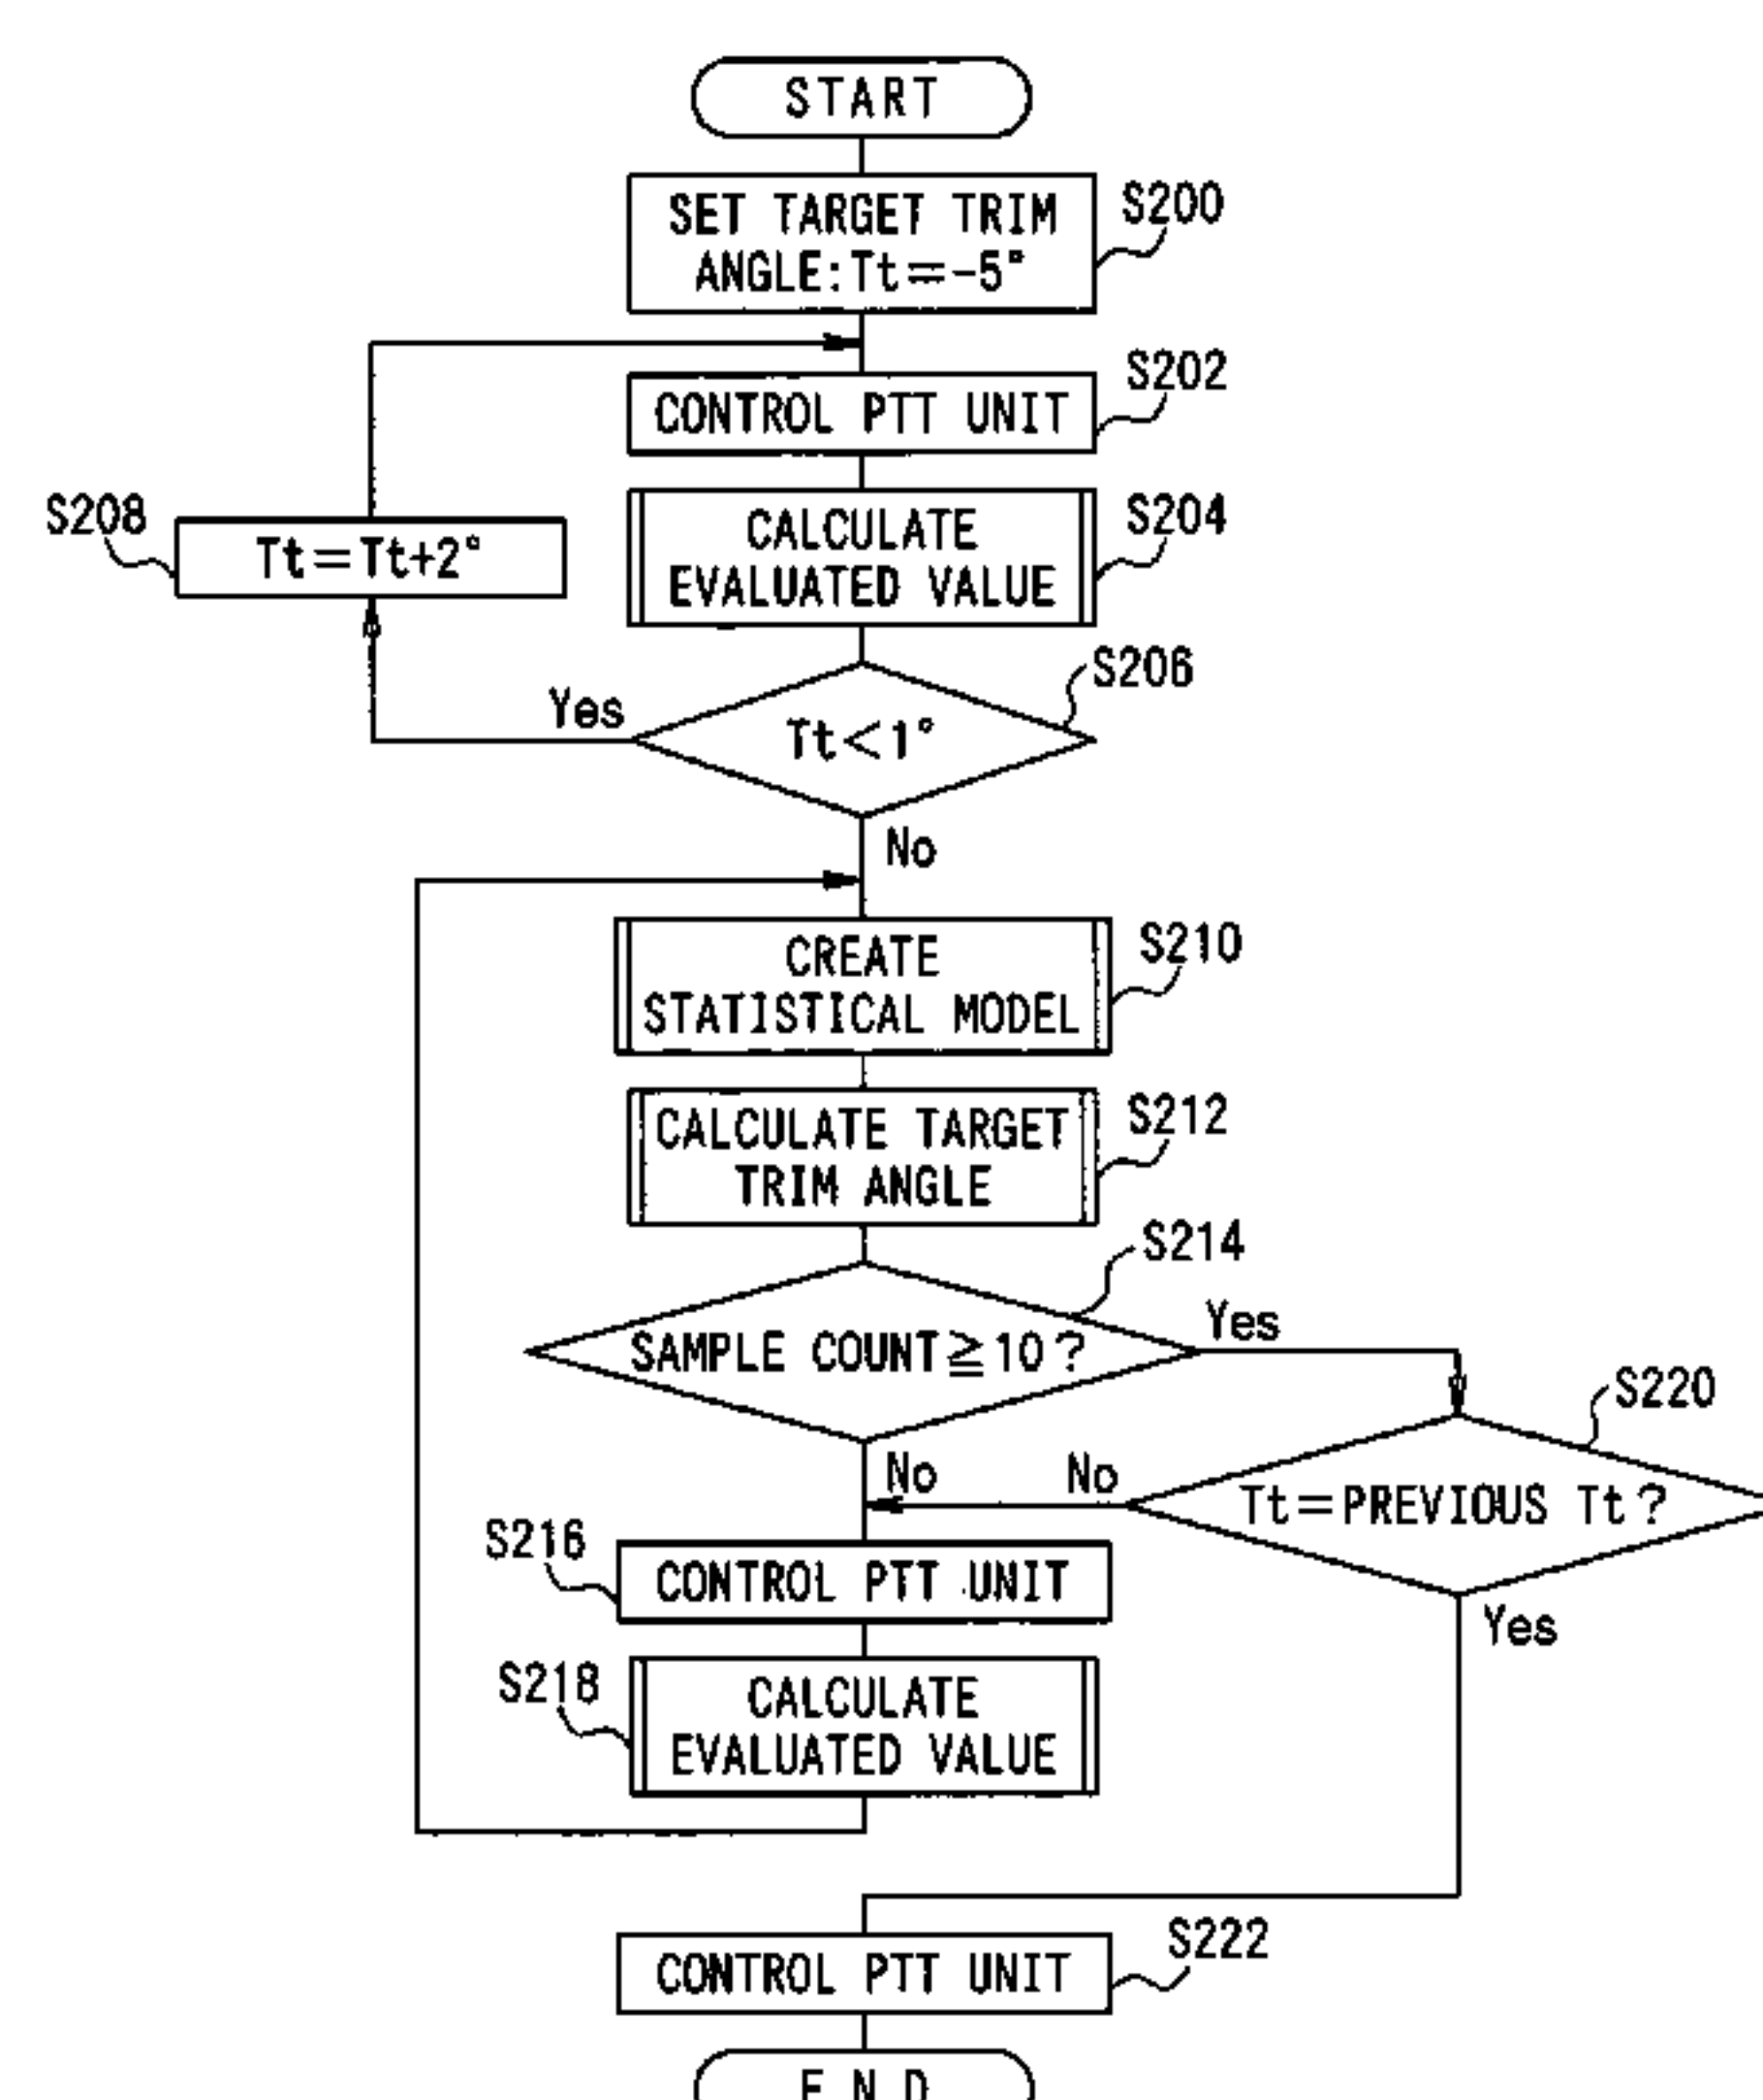 START
SET TARGET TRIM
ANGLE:Tt=-5°
S200
CONTROL PTT UNIT
S202
S208
Tt=Tt+2°
CALCULATE
EVALUATED VALUE
S204
S206
Yes
Tt<1°
No
CREATE
STATISTICAL MODEL
S210
CALCULATE TARGET
TRIM ANGLE
S212
S214
SAMPLE COUNT≧10?
Yes
S220
No
No
Tt=PREVIOUS Tt?
S216
CONTROL PTT UNIT
Yes
S218
CALCULATE
EVALUATED VALUE
S222
CONTROL PTT UNIT
END